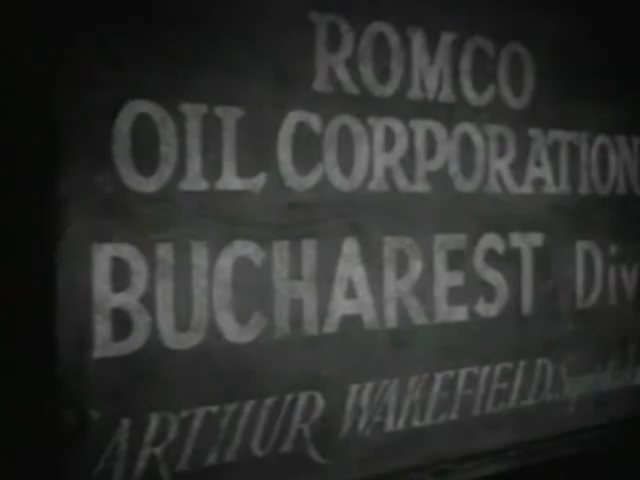 ROMCO
OIL CORPORATION
BUCHAREST Div
ARTHUR WAKEFIELD.